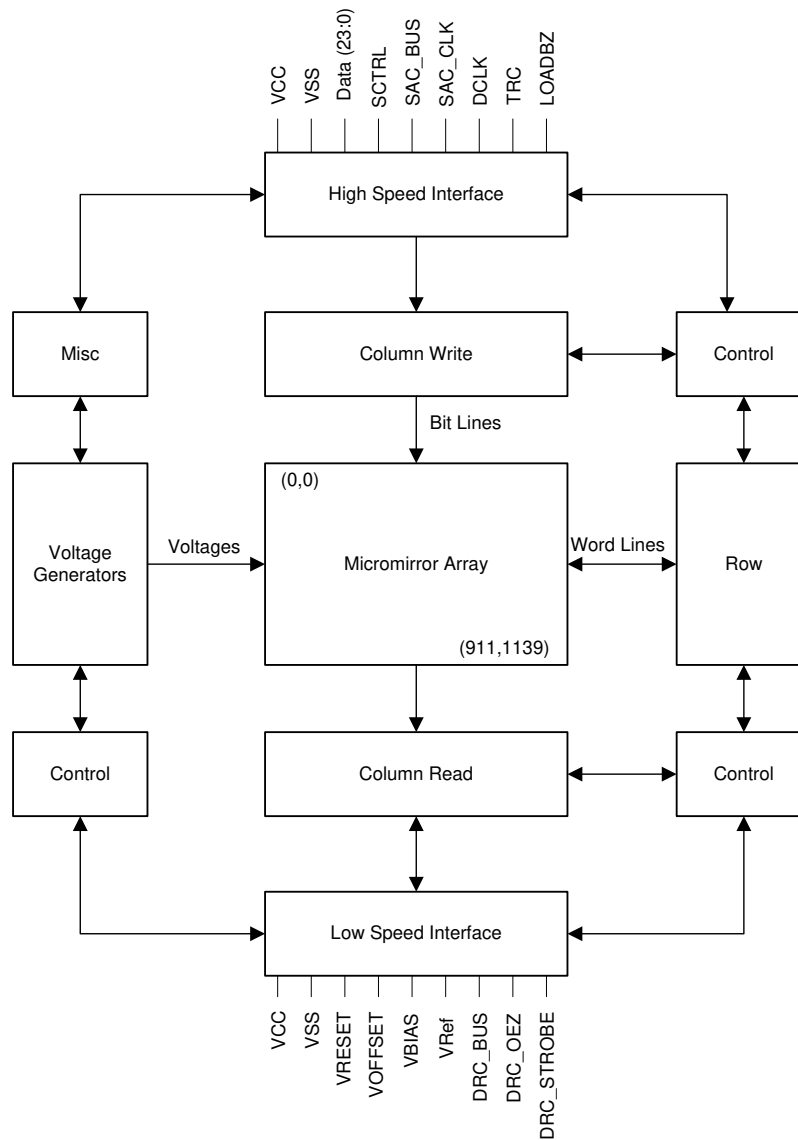 VCC
VSS
Data (23:0)
SCTRL
SAC_BUS
SAC_CLK
DCLK
TRC
LOADBZ
High Speed Interface
Misc
Column Write
Control
Bit Lines
(0,0)
Voltage
Generators
Voltages
Micromirror Array
Word Lines
Row
(911,1139)
Control
Column Read
Control
Low Speed Interface
VCC
VSS
VRESET
VOFFSET
VBIAS
VRef
DRC_BUS
DRC_OEZ
DRC_STROBE